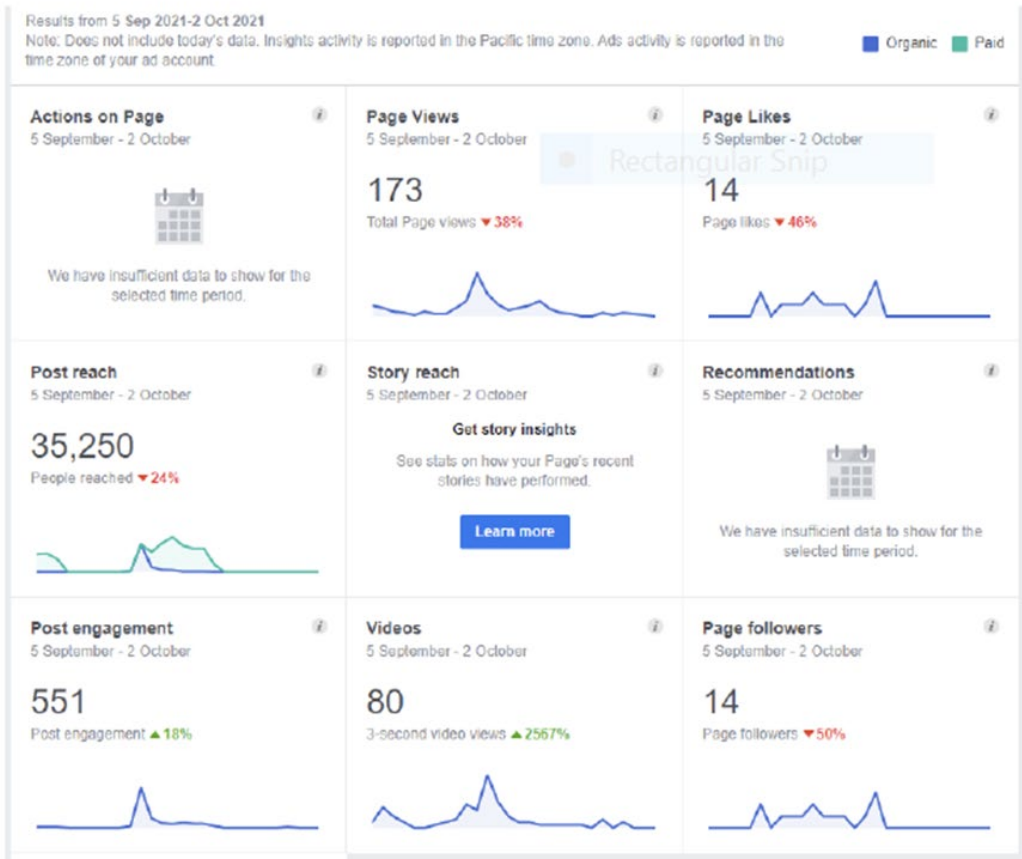 Results from 5 Sep 2021-2 Oct 2021
Note: Does not include today's data. Insights activity is reported in the Pacific time zone. Ads activity is reported in the
time zone of your ad account.
Organic Paid
Actions on Page
5 September - 2 October
We have insufficient data to show for the
selected time period.
Page Views
5 September - 2 October
173
Total Page views ▼38%
Page Likes
5 September - 2 October
Rectangular Snip
14
Page likes ▼46%
Post reach
5 September - 2 October
35,250
People reached ▼24%
Story reach
5 September - 2 October
Get story insights
See stats on how your Page's recent
stories have performed.
Learn more
Recommendations
5 September - 2 October
We have insufficient data to show for the
selected time period.
Post engagement
5 September - 2 October
551
Post engagement ▲18%
Videos
5 September - 2 October
80
3-second video views ▲2567%
Page followers
5 September - 2 October
14
Page followers ▼50%